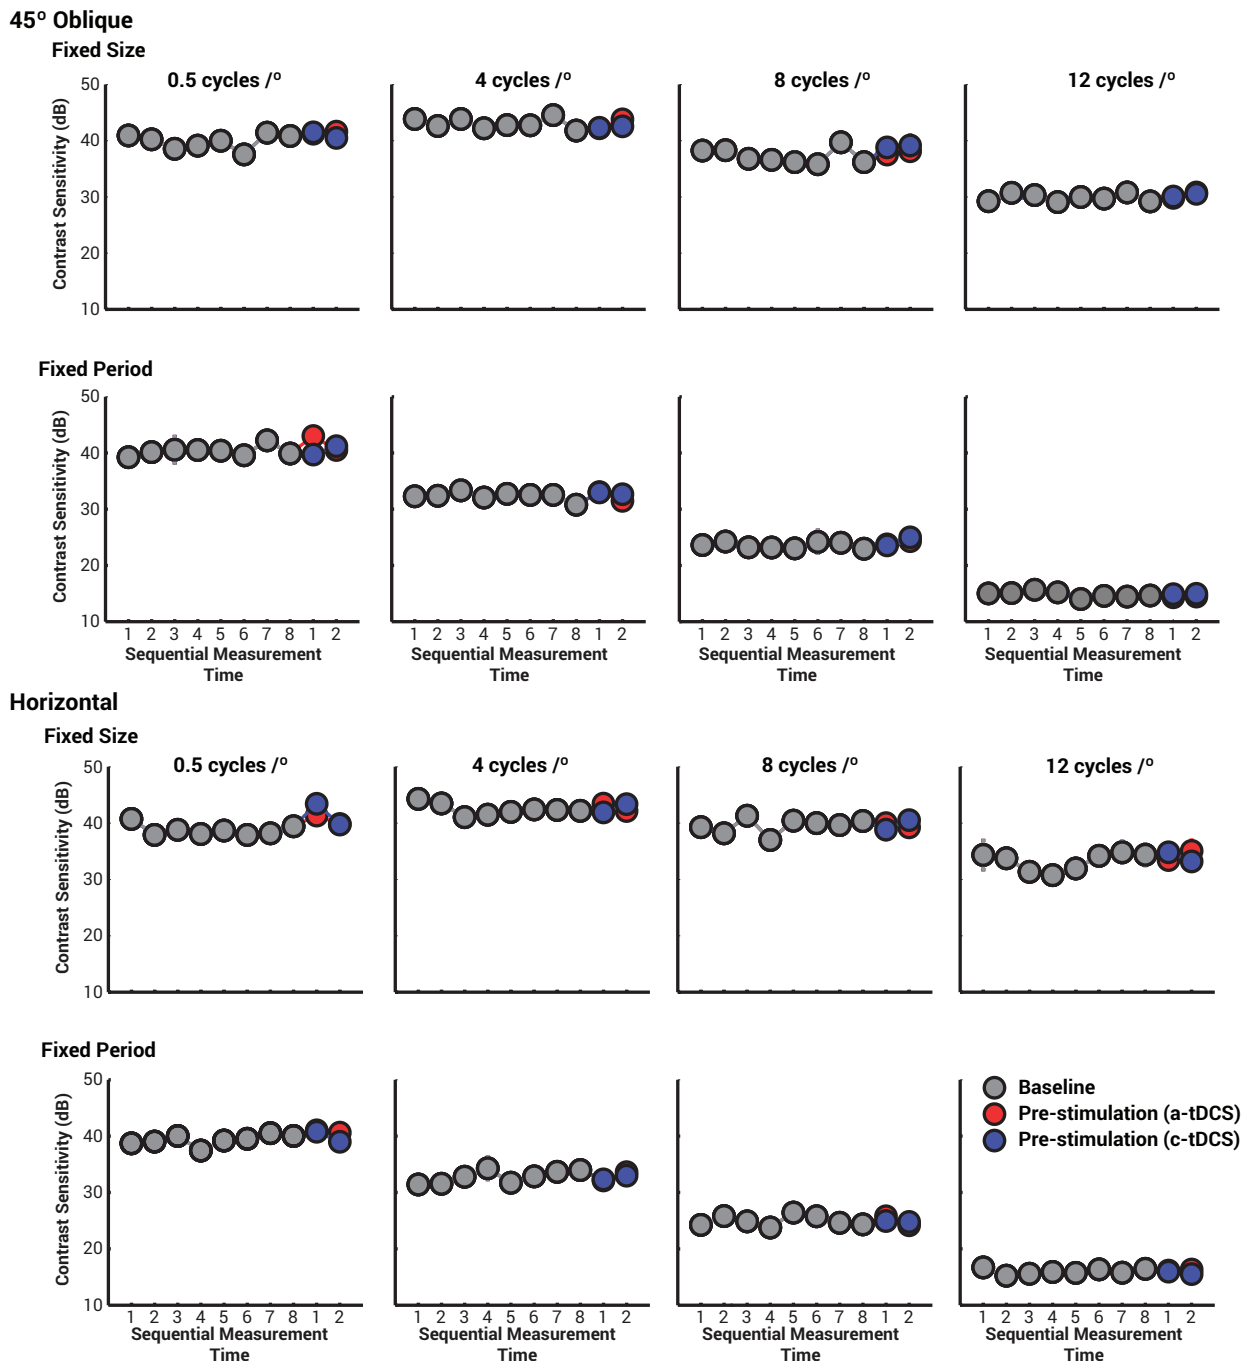 45º Oblique
Fixed Size
0.5 cycles /º
4 cycles /º
8 cycles /º
12 cycles /º
Contrast Sensitivity (dB)
50
40
30
20
10
Fixed Period
Contrast Sensitivity (dB)
50
40
30
20
10
1 2 3 4 5 6 7 8 1 2
1 2 3 4 5 6 7 8 1 2
1 2 3 4 5 6 7 8 1 2
1 2 3 4 5 6 7 8 1 2
Sequential Measurement
Time
Sequential Measurement
Time
Sequential Measurement
Time
Sequential Measurement
Time
Horizontal
Fixed Size
0.5 cycles /º
4 cycles /º
8 cycles /º
12 cycles /º
Contrast Sensitivity (dB)
50
40
30
20
10
Fixed Period
Contrast Sensitivity (dB)
50
40
30
20
10
Baseline
Pre-stimulation (a-tDCS)
Pre-stimulation (c-tDCS)
1 2 3 4 5 6 7 8 1 2
1 2 3 4 5 6 7 8 1 2
1 2 3 4 5 6 7 8 1 2
1 2 3 4 5 6 7 8 1 2
Sequential Measurement
Time
Sequential Measurement
Time
Sequential Measurement
Time
Sequential Measurement
Time